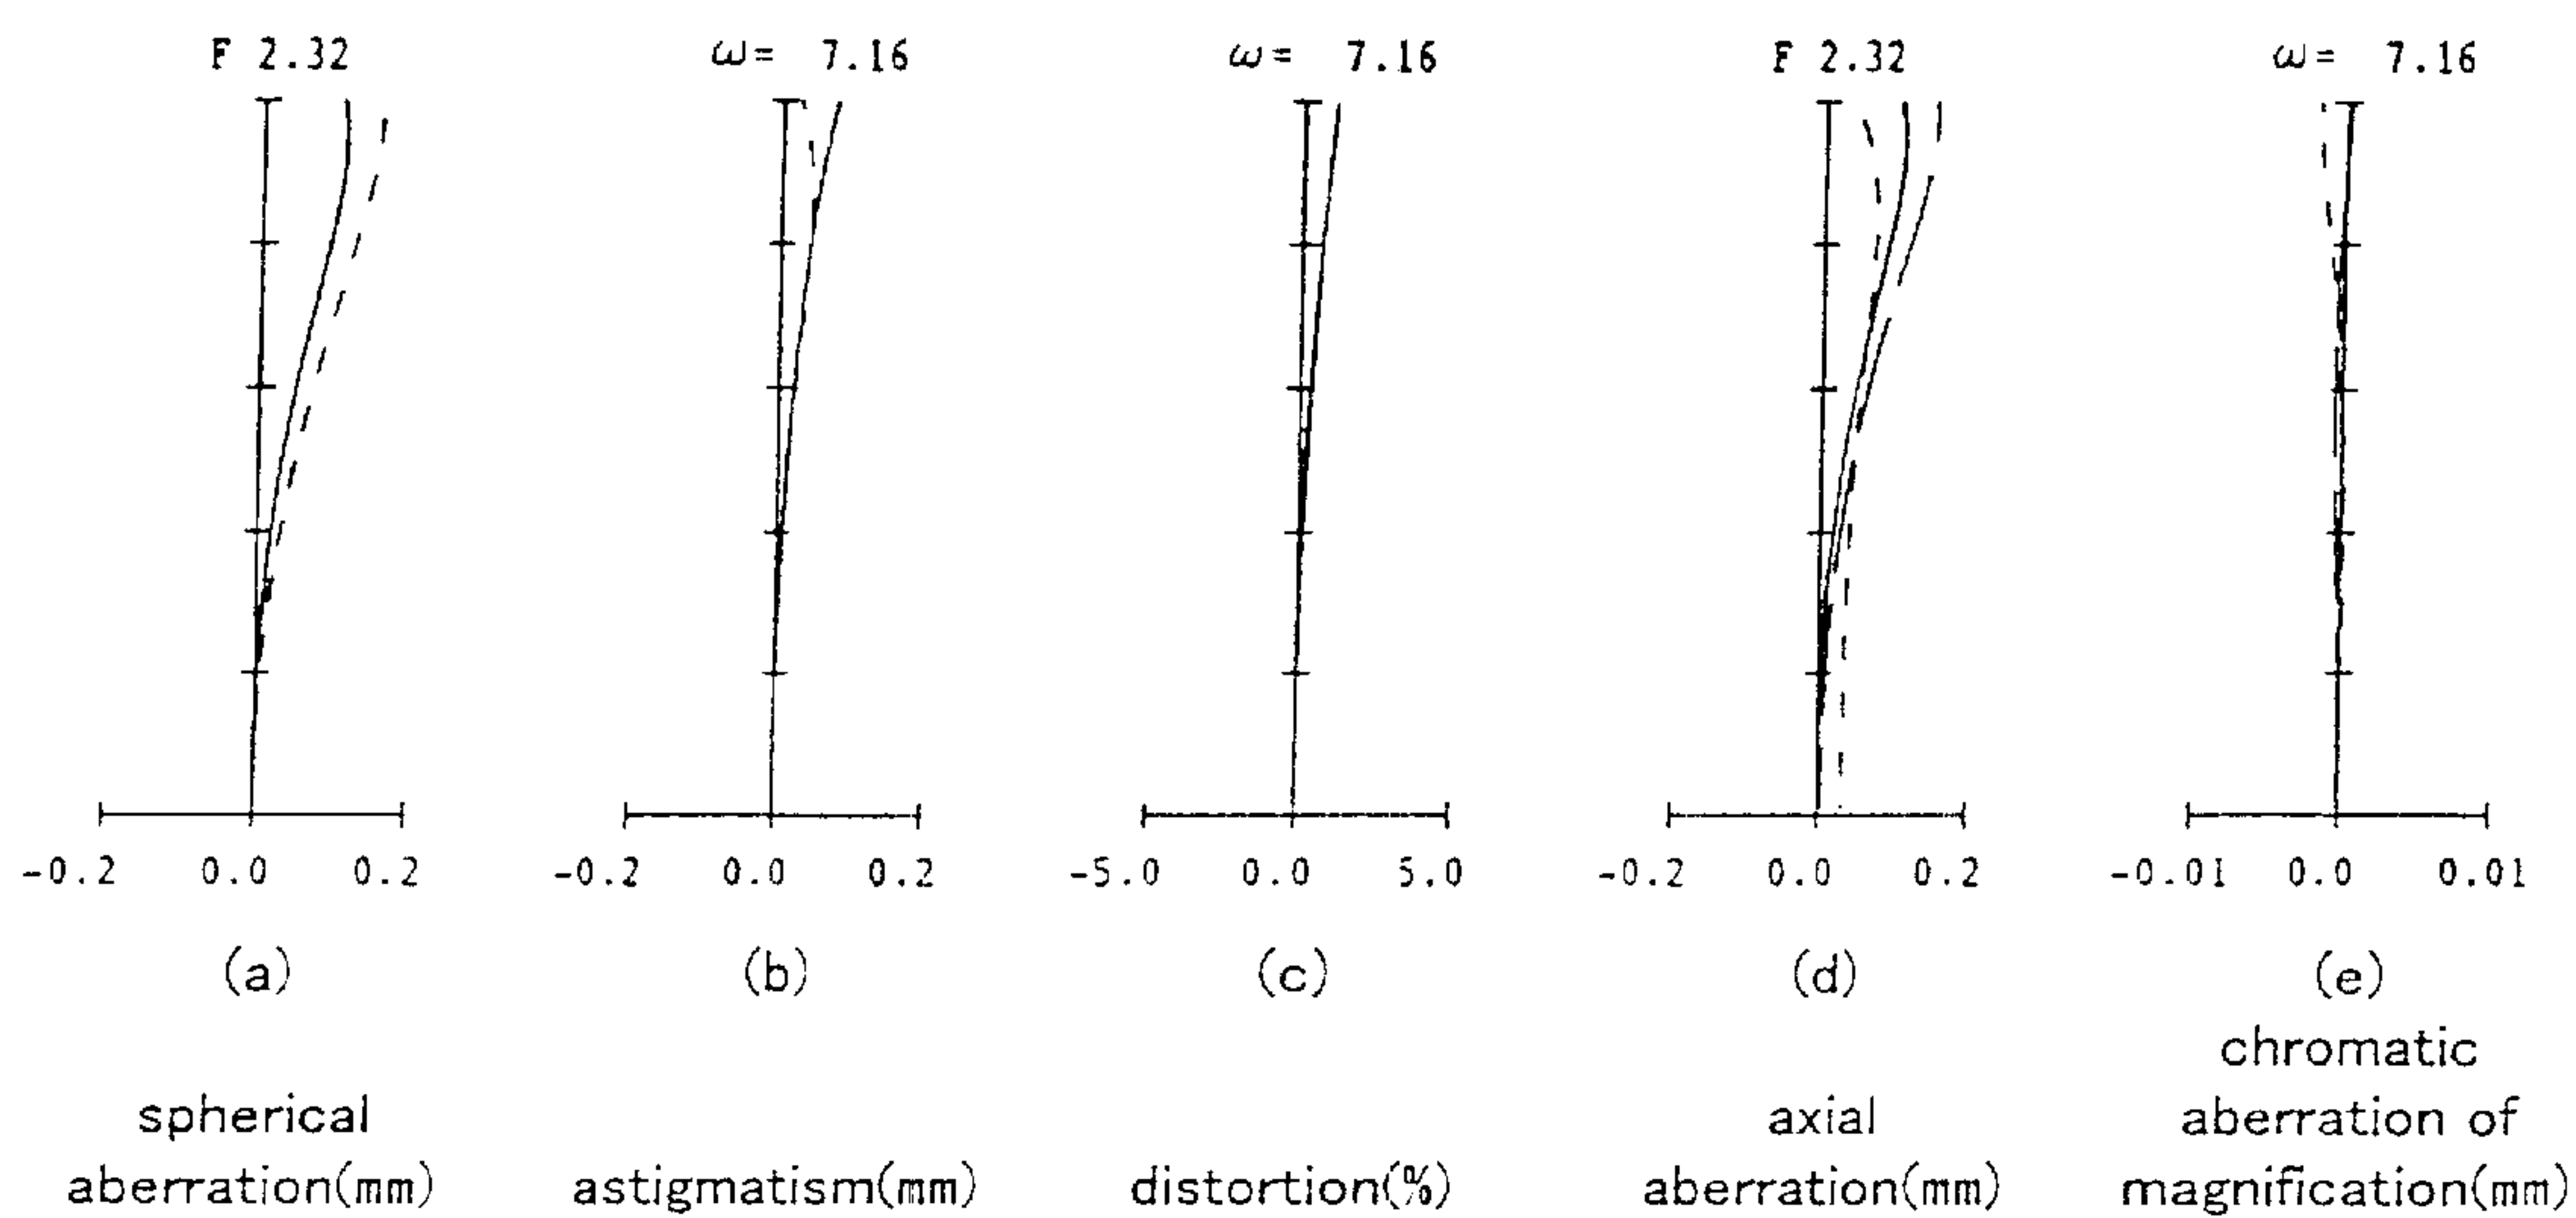 F 2.32
ω= 7.16
ω= 7.16
F 2.32
ω= 7.16
-0.2 0.0 0.2
-0.2 0.0 0.2
-5.0 0.0 5.0
-0.2 0.0 0.2
-0.01 0.0 0.01
(a)
(b)
(c)
(d)
(e)
spherical
aberration(mm)
astigmatism(mm)
distortion(%)
axial
aberration(mm)
chromatic
aberration of
magnification(mm)